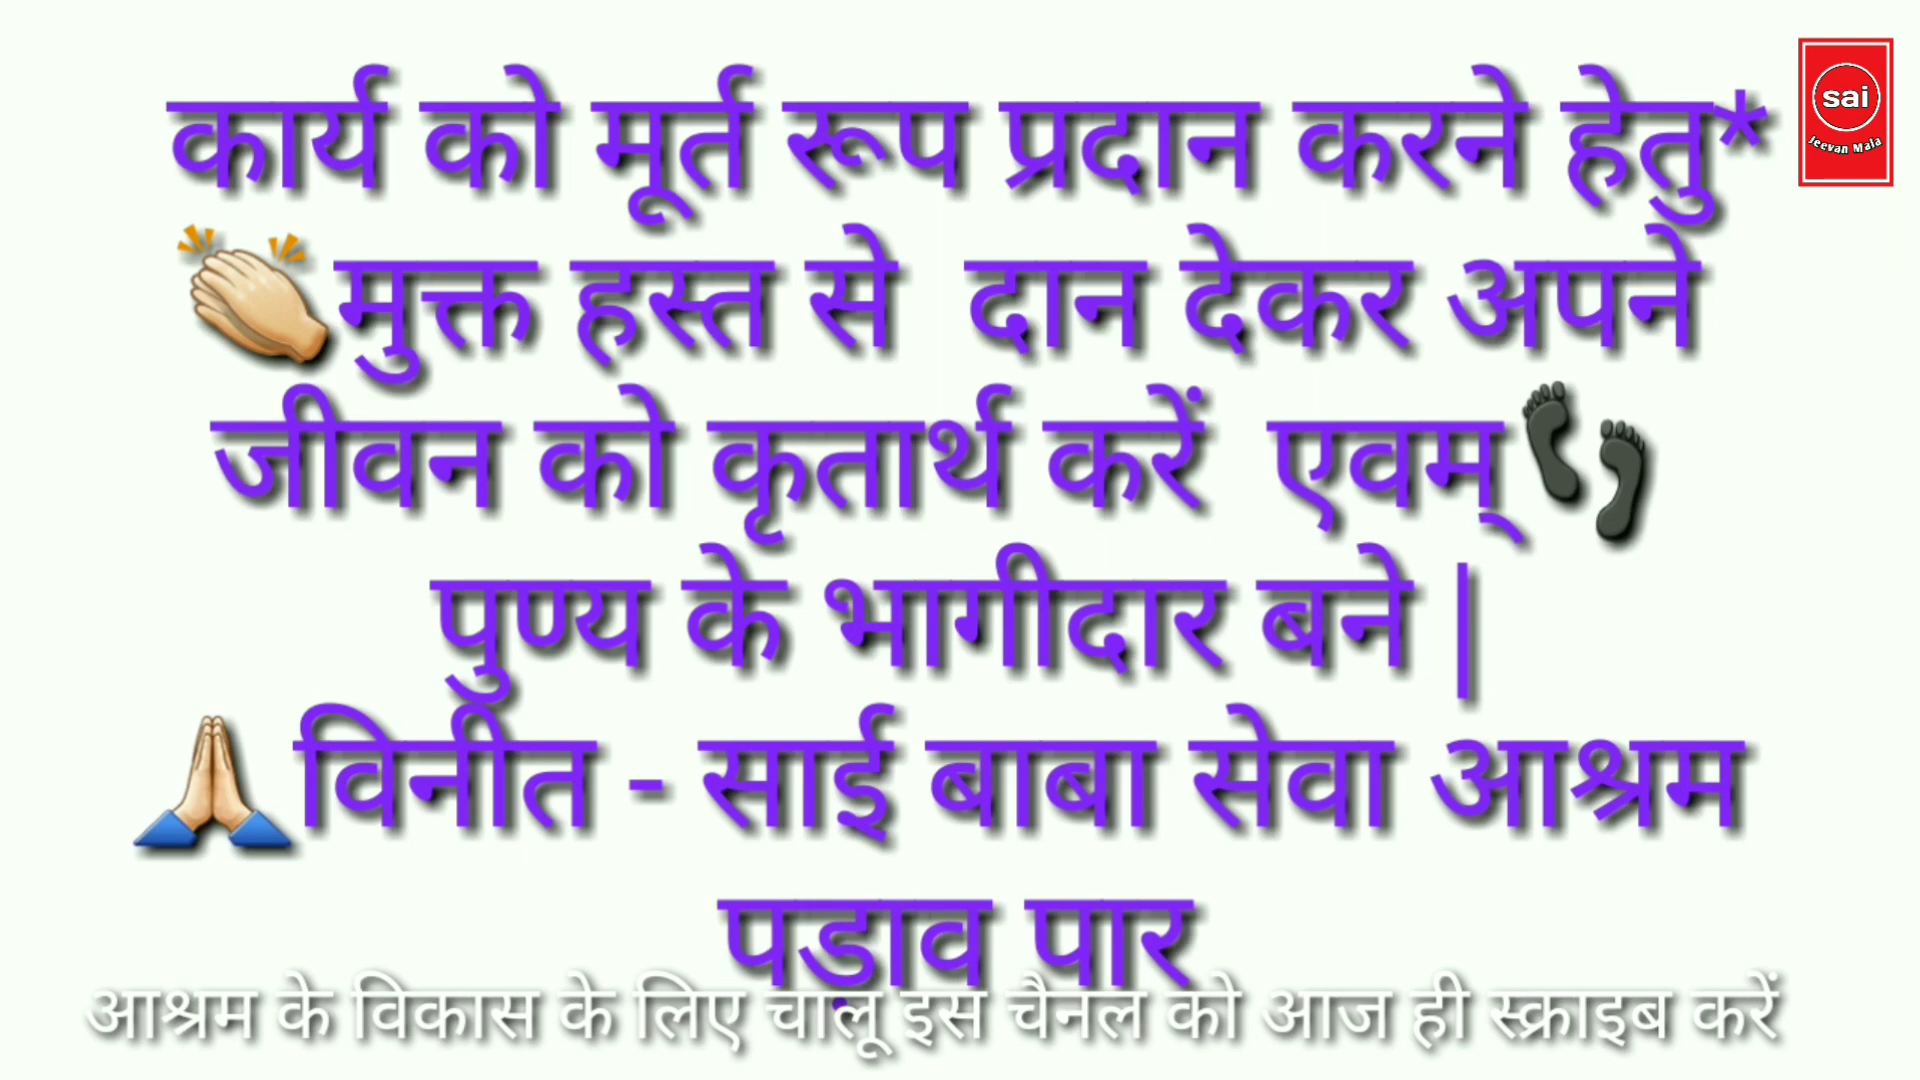 कार्य को मूर्त रूप प्रदान करने हेतु*
sai
Jeevan Mala
👏मुक्त हस्त से दान देकर अपने
जीवन को कृतार्थ करें एवम्👣
पुण्य के भागीदार बने |
🙏विनीत - साई बाबा सेवा आश्रम
पड़ाव पार
आश्रम के विकास के लिए चालू इस चैनल को आज ही स्क्राइब करें